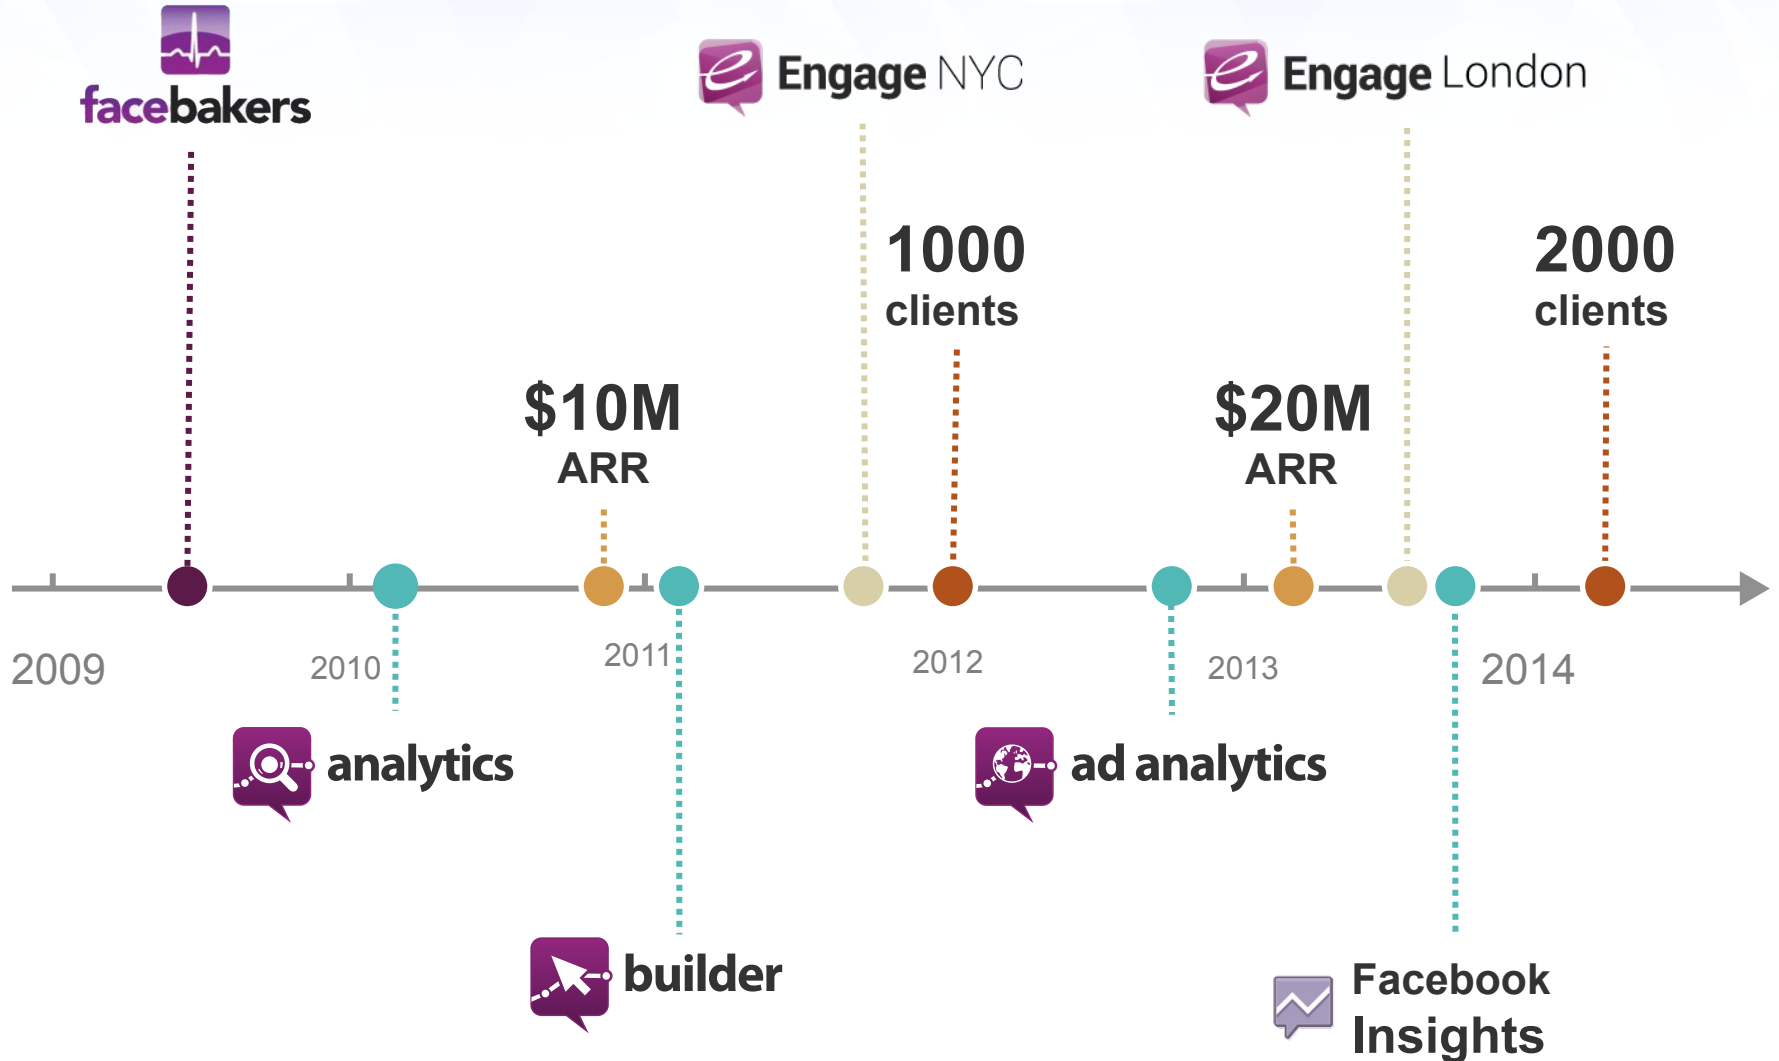 facebakers
Engage NYC
Engage London
1000
clients
2000
clients
$10M
ARR
$20M
ARR
2009
2010
2011
2012
2013
2014
analytics
ad analytics
builder
Facebook
Insights